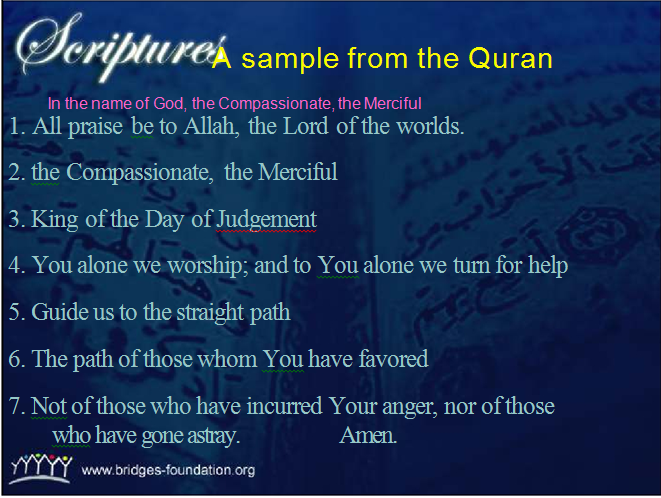 Scriptures
A sample from the Quran
In the name of God, the Compassionate, the Merciful
1. All praise be to Allah, the Lord of the worlds.
2. the Compassionate, the Merciful
3. King of the Day of Judgement
4. You alone we worship; and to You alone we turn for help
5. Guide us to the straight path
6. The path of those whom You have favored
7. Not of those who have incurred Your anger, nor of those
who have gone astray. Amen.
www.bridges-foundation.org